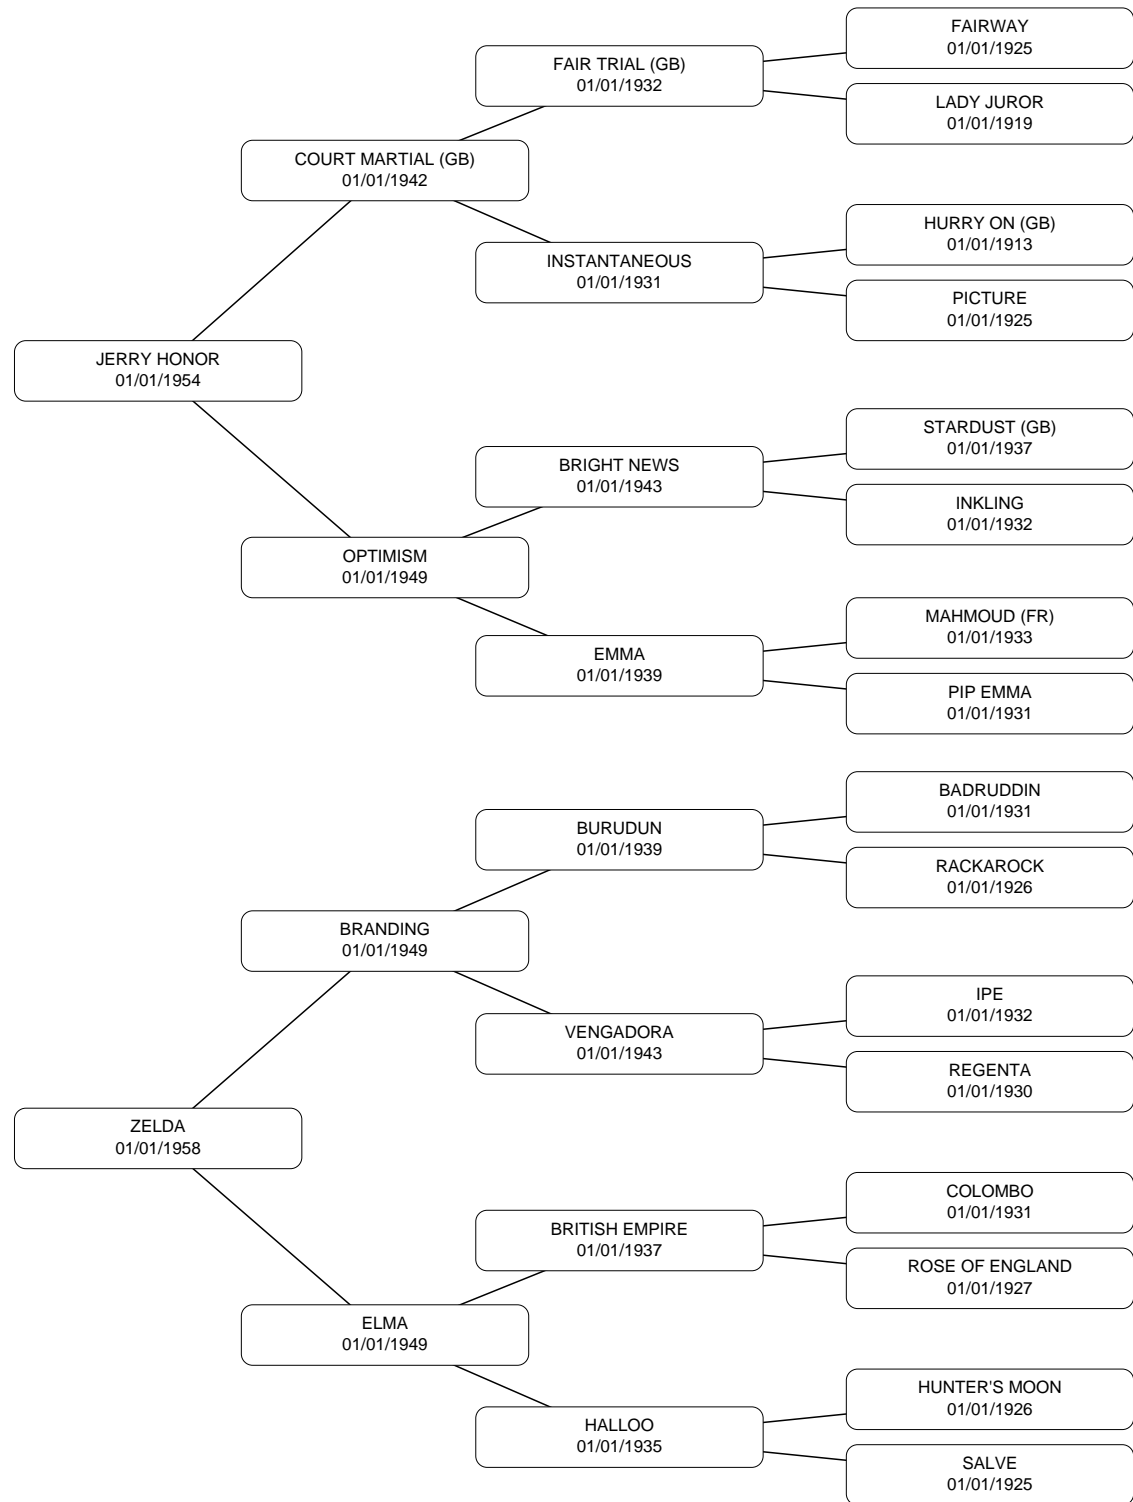 FAIRWAY
01/01/1925
FAIR TRIAL (GB)
01/01/1932
LADY JUROR
01/01/1919
COURT MARTIAL (GB)
01/01/1942
HURRY ON (GB)
01/01/1913
INSTANTANEOUS
01/01/1931
PICTURE
01/01/1925
JERRY HONOR
01/01/1954
STARDUST (GB)
01/01/1937
BRIGHT NEWS
01/01/1943
INKLING
01/01/1932
OPTIMISM
01/01/1949
MAHMOUD (FR)
01/01/1933
EMMA
01/01/1939
PIP EMMA
01/01/1931
BADRUDDIN
01/01/1931
BURUDUN
01/01/1939
RACKAROCK
01/01/1926
BRANDING
01/01/1949
IPE
01/01/1932
VENGADORA
01/01/1943
REGENTA
01/01/1930
ZELDA
01/01/1958
COLOMBO
01/01/1931
BRITISH EMPIRE
01/01/1937
ROSE OF ENGLAND
01/01/1927
ELMA
01/01/1949
HUNTER'S MOON
01/01/1926
HALLOO
01/01/1935
SALVE
01/01/1925